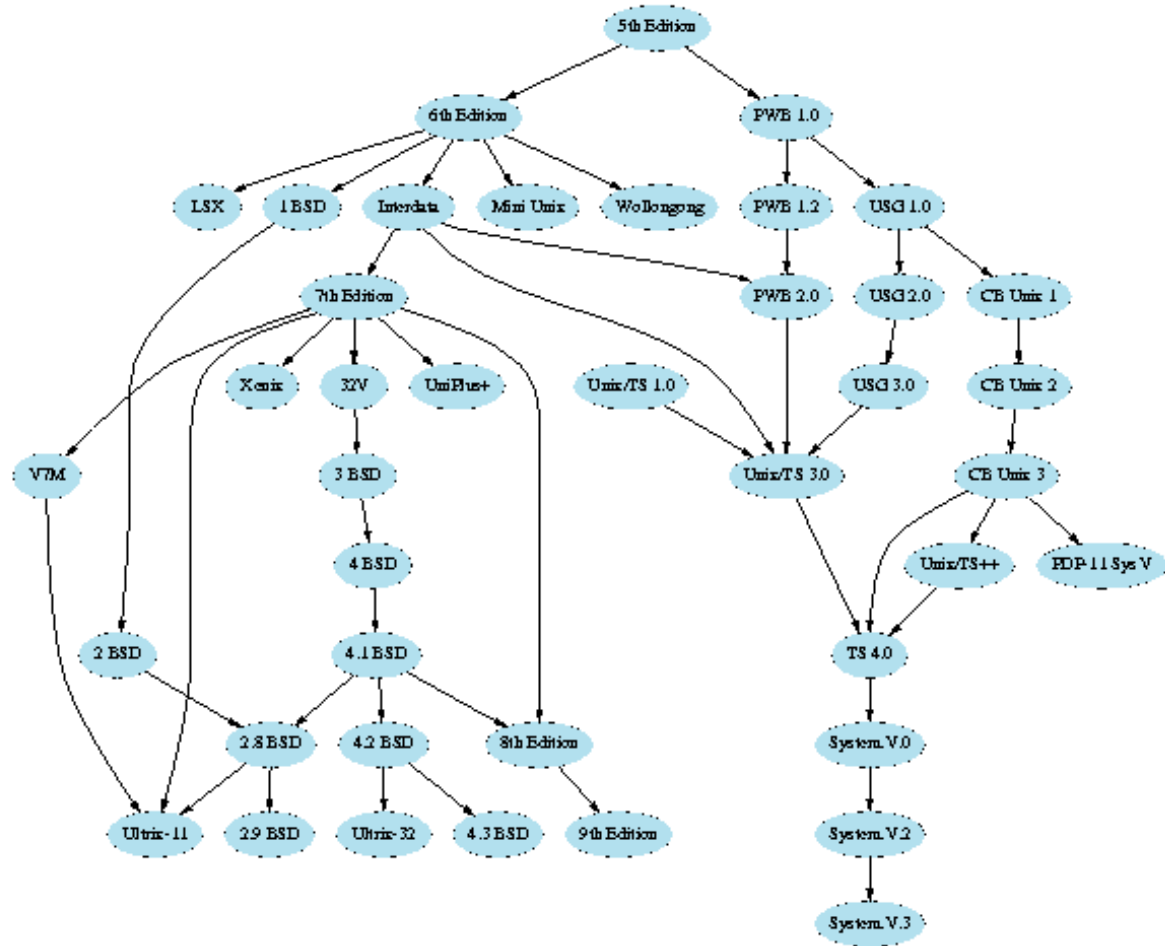 5th Edition
6th Edition
PWB 1.0
LSX
1 BSD
Interdata
Mini Unix
Wollongong
PWB 1.2
USG 1.0
7th Edition
PWB 2.0
USG 2.0
CB Unix 1
Xenix
32V
UniPlus+
Unix/TS 1.0
USG 3.0
CB Unix 2
V7M
3 BSD
Unix/TS 3.0
CB Unix 3
4 BSD
Unix/TS++
PDP-11 Sys V
2 BSD
4.1 BSD
TS 4.0
2.8 BSD
4.2 BSD
8th Edition
System V.0
Ultrix-11
2.9 BSD
Ultrix-32
4.3 BSD
9th Edition
System V.2
System V.3